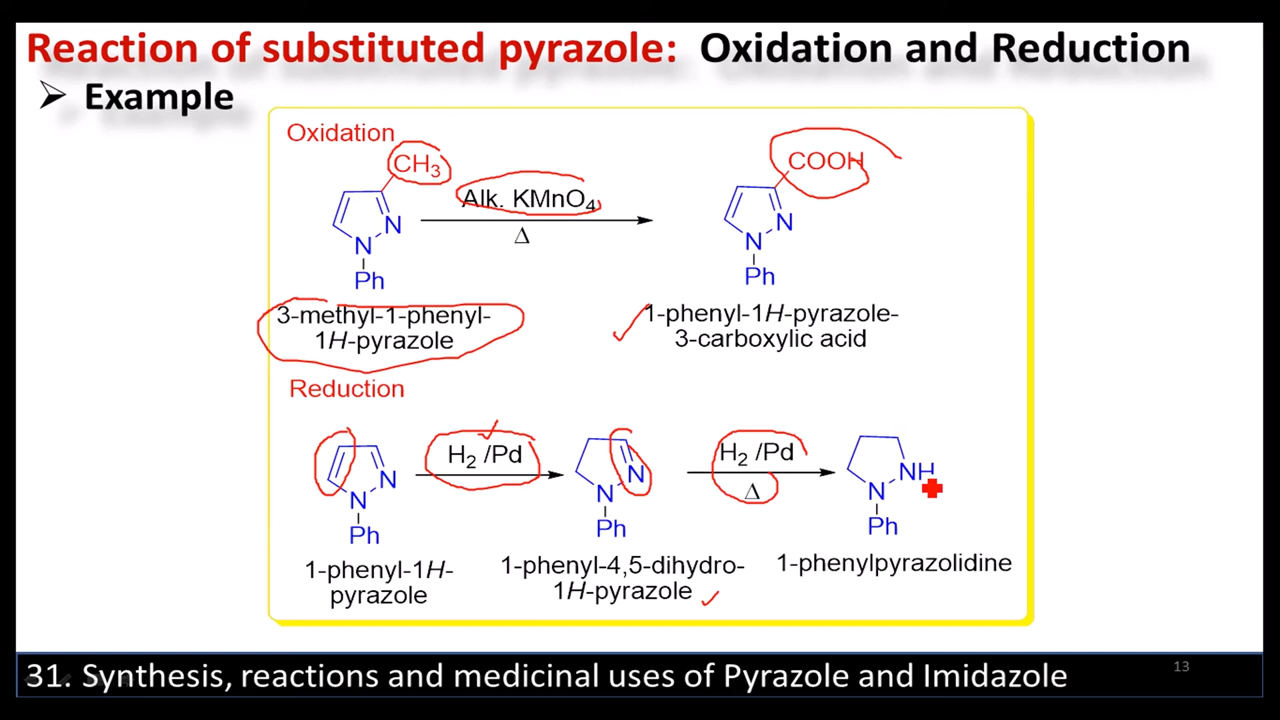 Reaction of substituted pyrazole: Oxidation and Reduction
➢ Example
Oxidation
CH3
Alk. KMnO4
Δ
N
N
Ph
COOH
N
N
Ph
3-methyl-1-phenyl-
1H-pyrazole
1-phenyl-1H-pyrazole-
3-carboxylic acid
Reduction
N
N
Ph
H2 /Pd
N
N
Ph
H2 /Pd
Δ
NH
N
Ph
1-phenyl-1H-
pyrazole
1-phenyl-4,5-dihydro-
1H-pyrazole
1-phenylpyrazolidine
31. Synthesis, reactions and medicinal uses of Pyrazole and Imidazole
13